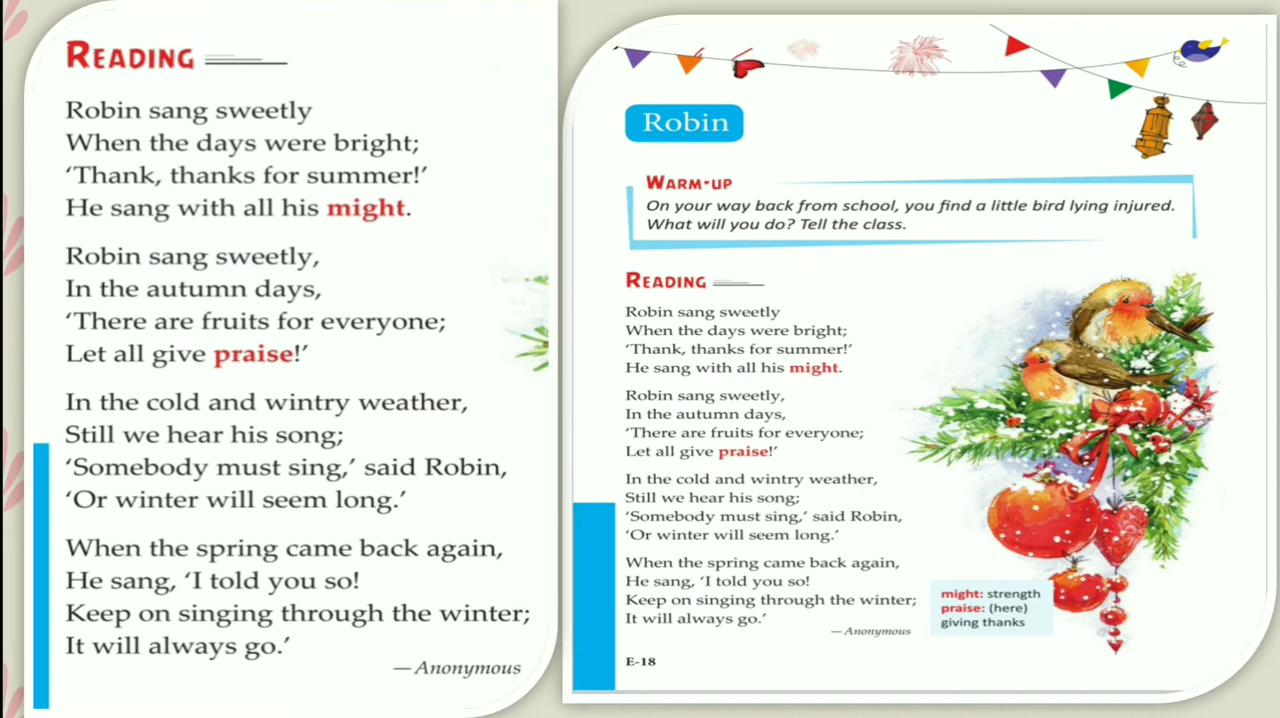 READING
Robin sang sweetly
When the days were bright;
‘Thank, thanks for summer!’
He sang with all his might.
Robin sang sweetly,
In the autumn days,
‘There are fruits for everyone;
Let all give praise!’
In the cold and wintry weather,
Still we hear his song;
‘Somebody must sing,’ said Robin,
‘Or winter will seem long.’
When the spring came back again,
He sang, ‘I told you so!
Keep on singing through the winter;
It will always go.’
—Anonymous
Robin
WARM-UP
On your way back from school, you find a little bird lying injured.
What will you do? Tell the class.
READING
Robin sang sweetly
When the days were bright;
‘Thank, thanks for summer!’
He sang with all his might.
Robin sang sweetly,
In the autumn days,
‘There are fruits for everyone;
Let all give praise!’
In the cold and wintry weather,
Still we hear his song;
‘Somebody must sing,’ said Robin,
‘Or winter will seem long.’
When the spring came back again,
He sang, ‘I told you so!
Keep on singing through the winter;
It will always go.’
—Anonymous
might: strength
praise: (here)
giving thanks
E-18